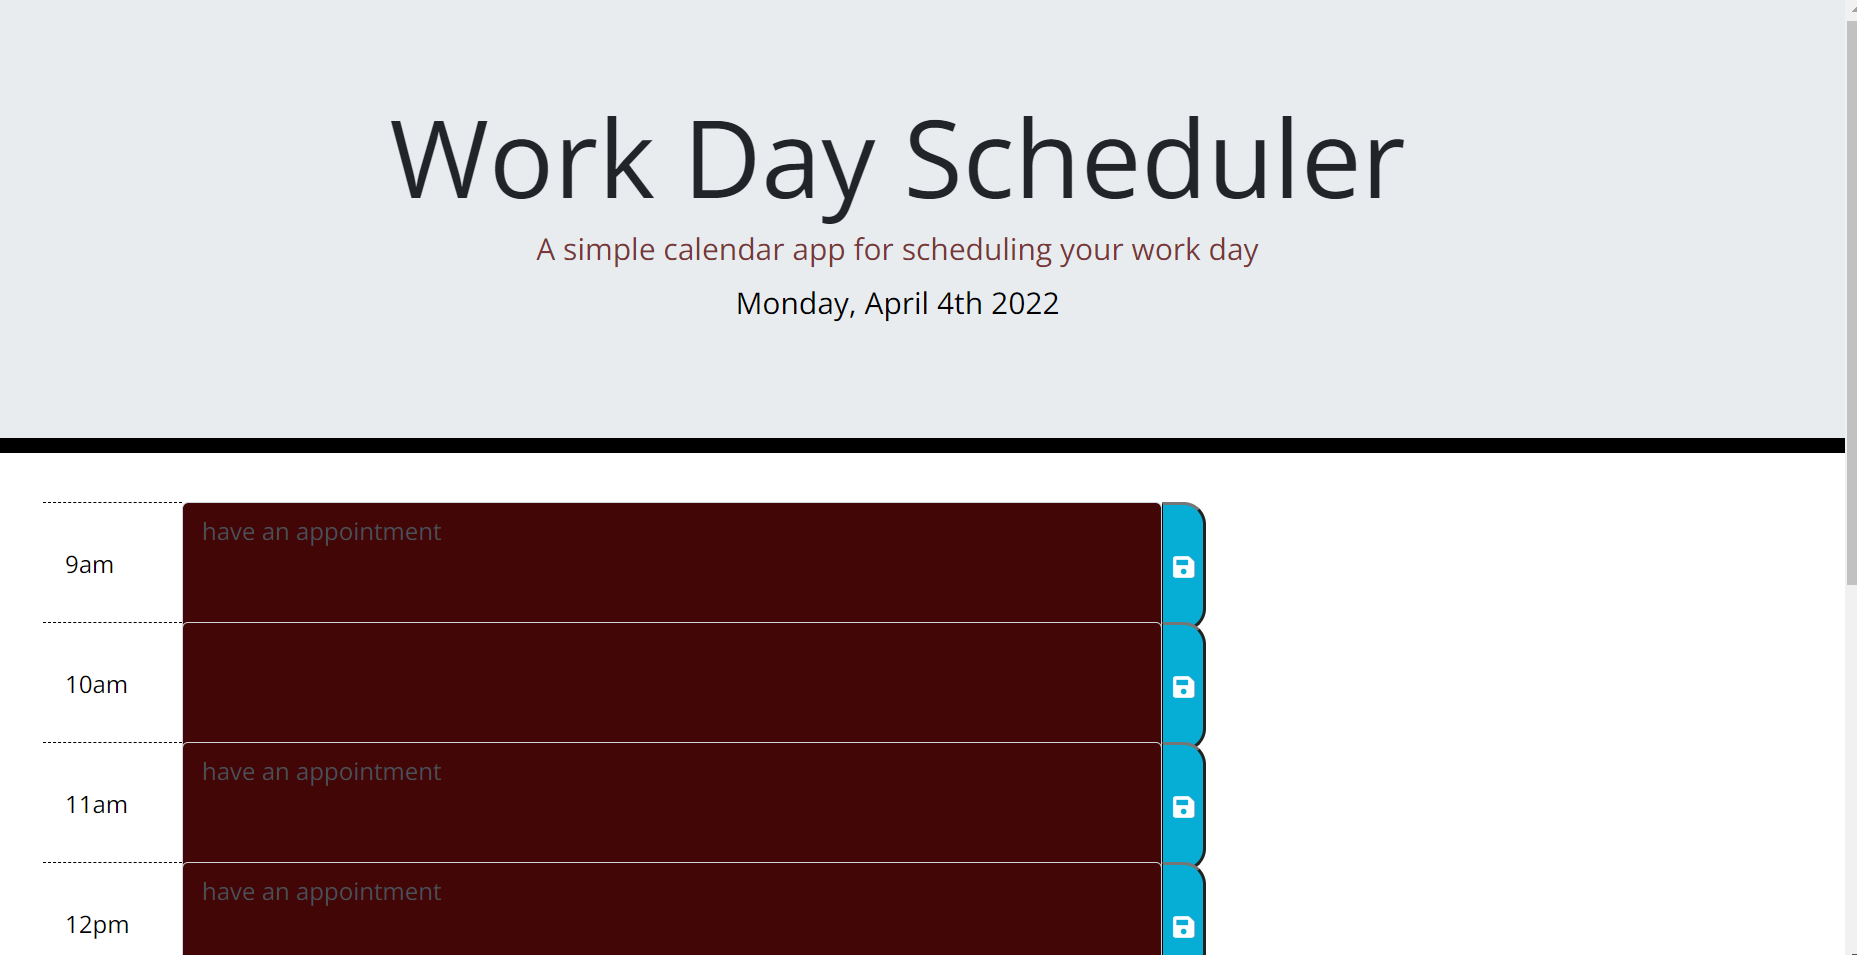 Work Day Scheduler
A simple calendar app for scheduling your work day
Monday, April 4th 2022
have an appointment
9am
10am
have an appointment
11am
have an appointment
12pm